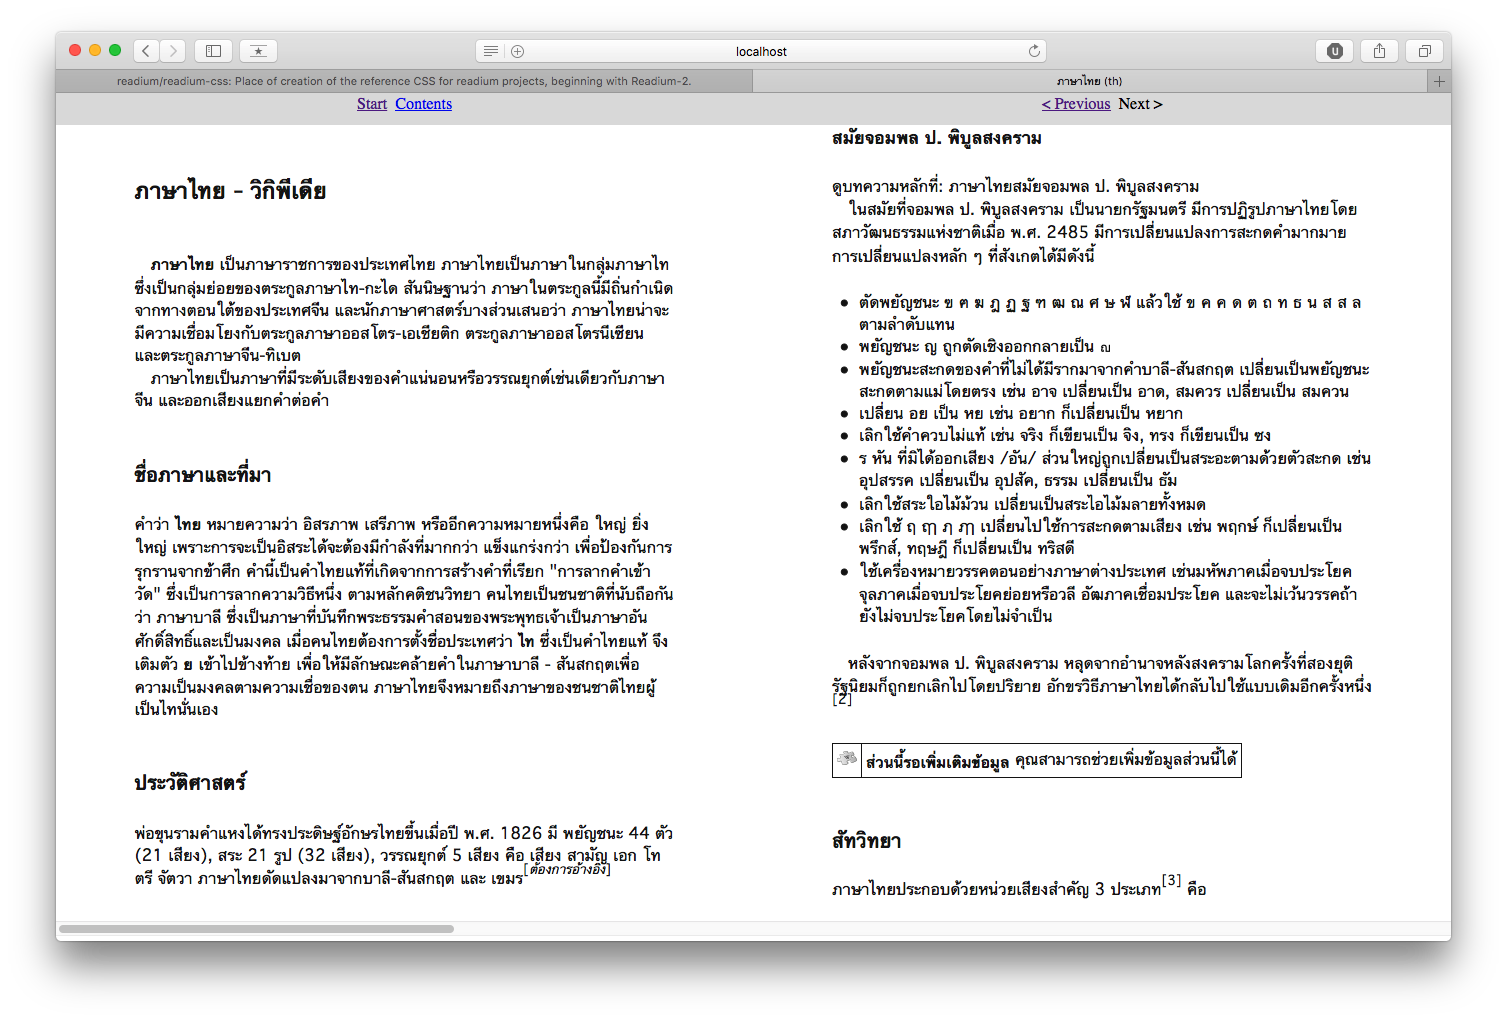 localhost
readium/readium-css: Place of creation of the reference CSS for readium projects, beginning with Readium-2.
ภาษาไทย (th)
Start Contents
< Previous Next >
ภาษาไทย - วิกิพีเดีย
ภาษาไทย เป็นภาษาราชการของประเทศไทย ภาษาไทยเป็นภาษาในกลุ่มภาษาไท
ซึ่งเป็นกลุ่มย่อยของตระกูลภาษาไท-กะได สันนิษฐานว่า ภาษาในตระกูลนี้มีถิ่นกำเนิด
จากทางตอนใต้ของประเทศจีน และนักภาษาศาสตร์บางส่วนเสนอว่า ภาษาไทยน่าจะ
มีความเชื่อมโยงกับตระกูลภาษาออสโตร-เอเชียติก ตระกูลภาษาออสโตรนีเซียน
และตระกูลภาษาจีน-ทิเบต
ภาษาไทยเป็นภาษาที่มีระดับเสียงของคำแน่นอนหรือวรรณยุกต์เช่นเดียวกับภาษา
จีน และออกเสียงแยกคำต่อคำ
ชื่อภาษาและที่มา
คำว่า ไทย หมายความว่า อิสรภาพ เสรีภาพ หรืออีกความหมายหนึ่งคือ ใหญ่ ยิ่ง
ใหญ่ เพราะการจะเป็นอิสระได้จะต้องมีกำลังที่มากกว่า แข็งแกร่งกว่า เพื่อป้องกันการ
รุกรานจากข้าศึก คำนี้เป็นคำไทยแท้ที่เกิดจากการสร้างคำที่เรียก "การลากคำเข้า
วัด" ซึ่งเป็นการลากความวิธีหนึ่ง ตามหลักคติชนวิทยา คนไทยเป็นชนชาติที่นับถือกัน
ว่า ภาษาบาลี ซึ่งเป็นภาษาที่บันทึกพระธรรมคำสอนของพระพุทธเจ้าเป็นภาษาอัน
ศักดิ์สิทธิ์และเป็นมงคล เมื่อคนไทยต้องการตั้งชื่อประเทศว่า ไท ซึ่งเป็นคำไทยแท้ จึง
เติมตัว ย เข้าไปข้างท้าย เพื่อให้มีลักษณะคล้ายคำในภาษาบาลี - สันสกฤตเพื่อ
ความเป็นมงคลตามความเชื่อของตน ภาษาไทยจึงหมายถึงภาษาของชนชาติไทยผู้
เป็นไทนั่นเอง
ประวัติศาสตร์
พ่อขุนรามคำแหงได้ทรงประดิษฐ์อักษรไทยขึ้นเมื่อปี พ.ศ. 1826 มี พยัญชนะ 44 ตัว
(21 เสียง), สระ 21 รูป (32 เสียง), วรรณยุกต์ 5 เสียง คือ เสียง สามัญ เอก โท
ตรี จัตวา ภาษาไทยดัดแปลงมาจากบาลี-สันสกฤต และ เขมร[ต้องการอ้างอิง]
สมัยจอมพล ป. พิบูลสงคราม
ดูบทความหลักที่: ภาษาไทยสมัยจอมพล ป. พิบูลสงคราม
ในสมัยที่จอมพล ป. พิบูลสงคราม เป็นนายกรัฐมนตรี มีการปฏิรูปภาษาไทยโดย
สภาวัฒนธรรมแห่งชาติเมื่อ พ.ศ. 2485 มีการเปลี่ยนแปลงการสะกดคำมากมาย
การเปลี่ยนแปลงหลัก ๆ ที่สังเกตได้มีดังนี้
• ตัดพยัญชนะ ฃ ฅ ฆ ฎ ฏ ฐ ฑ ฒ ณ ศ ษ ฬ แล้วใช้ ข ค ค ด ต ถ ท ธ น ส ส ล
ตามลำดับแทน
• พยัญชนะ ญ ถูกตัดเชิงออกกลายเป็น 
• พยัญชนะสะกดของคำที่ไม่ได้มีรากมาจากคำบาลี-สันสกฤต เปลี่ยนเป็นพยัญชนะ
สะกดตามแม่โดยตรง เช่น อาจ เปลี่ยนเป็น อาด, สมควร เปลี่ยนเป็น สมควน
• เปลี่ยน อย เป็น หย เช่น อยาก ก็เปลี่ยนเป็น หยาก
• เลิกใช้คำควบไม่แท้ เช่น จริง ก็เขียนเป็น จิง, ทรง ก็เขียนเป็น ซง
• ร หัน ที่มิได้ออกเสียง /อัน/ ส่วนใหญ่ถูกเปลี่ยนเป็นสระอะตามด้วยตัวสะกด เช่น
อุปสรรค เปลี่ยนเป็น อุปสัค, ธรรม เปลี่ยนเป็น ธัม
• เลิกใช้สระใอไม้ม้วน เปลี่ยนเป็นสระไอไม้มลายทั้งหมด
• เลิกใช้ ฤ ฤๅ ฦ ฦๅ เปลี่ยนไปใช้การสะกดตามเสียง เช่น พฤกษ์ ก็เปลี่ยนเป็น
พรึกส์, ทฤษฎี ก็เปลี่ยนเป็น ทริสดี
• ใช้เครื่องหมายวรรคตอนอย่างภาษาต่างประเทศ เช่นมหัพภาคเมื่อจบประโยค
จุลภาคเมื่อจบประโยคย่อยหรือวลี อัฒภาคเชื่อมประโยค และจะไม่เว้นวรรคถ้า
ยังไม่จบประโยคโดยไม่จำเป็น
หลังจากจอมพล ป. พิบูลสงคราม หลุดจากอำนาจหลังสงครามโลกครั้งที่สองยุติ
รัฐนิยมก็ถูกยกเลิกไปโดยปริยาย อักขรวิธีภาษาไทยได้กลับไปใช้แบบเดิมอีกครั้งหนึ่ง
[2]
ส่วนนี้รอเพิ่มเติมข้อมูล คุณสามารถช่วยเพิ่มข้อมูลส่วนนี้ได้
สัทวิทยา
ภาษาไทยประกอบด้วยหน่วยเสียงสำคัญ 3 ประเภท[3] คือ